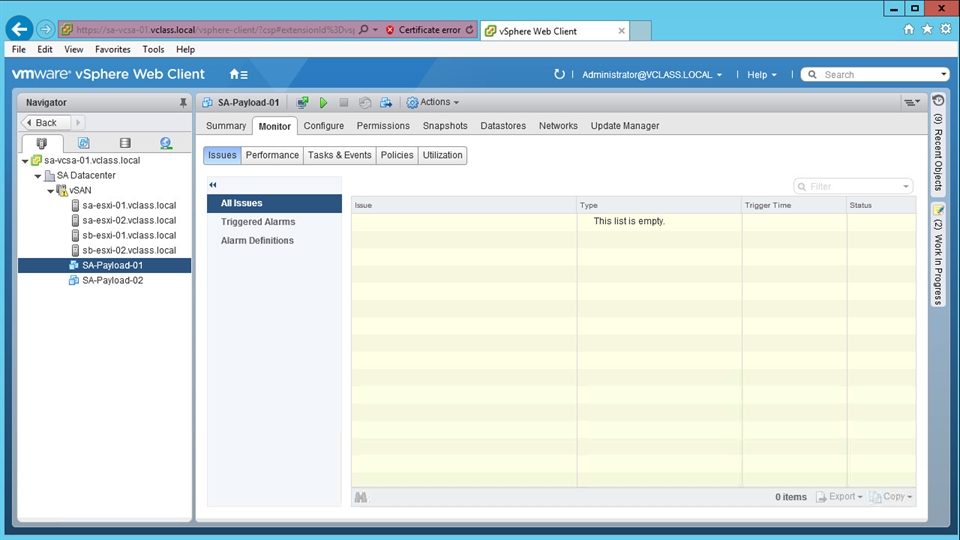 https://sa-vcsa-01.vclass.local/vsphere-client/?csp#extensionId%3Dvsp
Certificate error
vSphere Web Client
File Edit View Favorites Tools Help
vmware® vSphere Web Client
Administrator@VCLASS.LOCAL
Help
Search
Navigator
SA-Payload-01
Actions
Back
Summary Monitor Configure Permissions Snapshots Datastores Networks Update Manager
Issues Performance Tasks & Events Policies Utilization
sa-vcsa-01.vclass.local
SA Datacenter
vSAN
sa-esxi-01.vclass.local
sa-esxi-02.vclass.local
sb-esxi-01.vclass.local
sb-esxi-02.vclass.local
SA-Payload-01
SA-Payload-02
All Issues
Triggered Alarms
Alarm Definitions
Filter
Issue Type Trigger Time Status
This list is empty.
0 items Export Copy
(9) Recent Objects
(2) Work In Progress